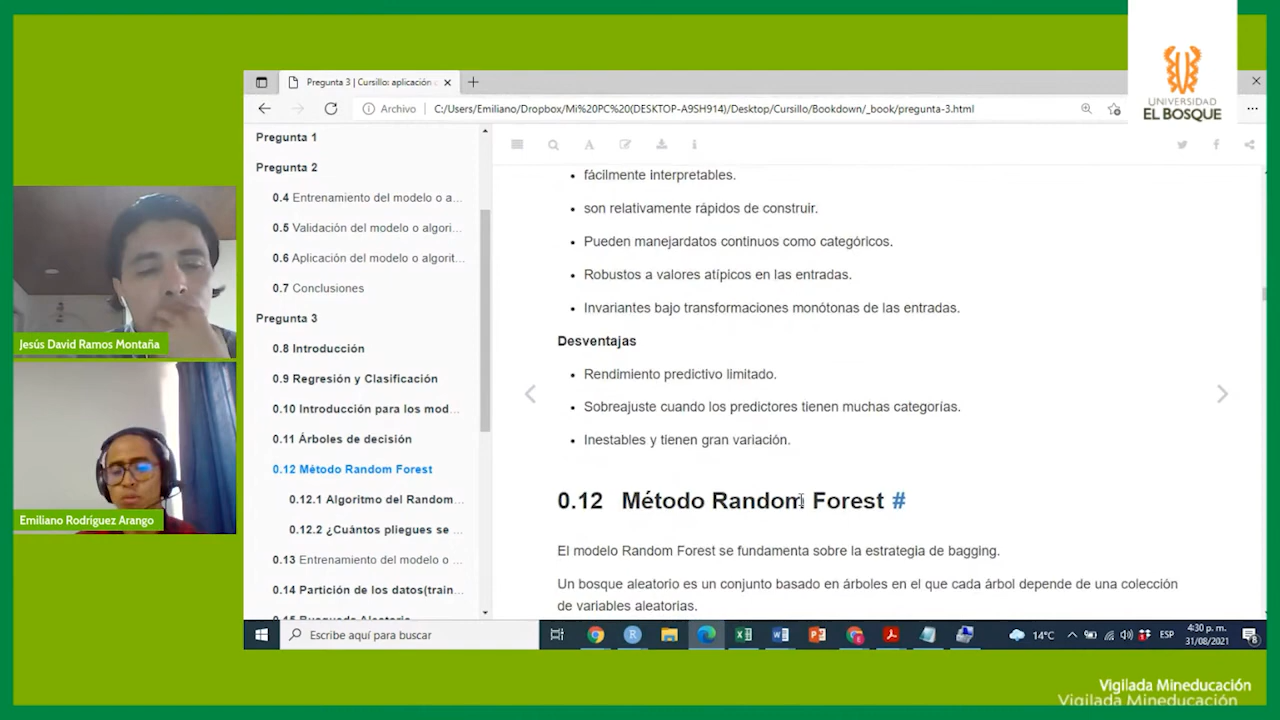 UNIVERSIDAD
EL BOSQUE
Pregunta 3 | Cursillo: aplicación
Archivo
C:/Users/Emiliano/Dropbox/Mi%20PC%20(DESKTOP-A95H914)/Desktop/Cursillo/Bookdown/_book/pregunta-3.html
Pregunta 1
Pregunta 2
0.4 Entrenamiento del modelo o a...
0.5 Validación del modelo o algori...
0.6 Aplicación del modelo o algorit...
0.7 Conclusiones
Pregunta 3
0.8 Introducción
0.9 Regresión y Clasificación
0.10 Introducción para los mod...
0.11 Árboles de decisión
0.12 Método Random Forest
0.12.1 Algoritmo del Random...
0.12.2 ¿Cuántos pliegues se ...
0.13 Entrenamiento del modelo o ...
0.14 Partición de los datos(train...
fácilmente interpretables.
son relativamente rápidos de construir.
Pueden manejardatos continuos como categóricos.
Robustos a valores atípicos en las entradas.
Invariantes bajo transformaciones monótonas de las entradas.
Desventajas
Rendimiento predictivo limitado.
Sobreajuste cuando los predictores tienen muchas categorías.
Inestables y tienen gran variación.
0.12 Método Random Forest #
El modelo Random Forest se fundamenta sobre la estrategia de bagging.
Un bosque aleatorio es un conjunto basado en árboles en el que cada árbol depende de una colección
de variables aleatorias.
Jesús David Ramos Montaña
Emiliano Rodríguez Arango
Escribe aquí para buscar
14°C
ESP
4:30 p. m.
31/08/2021
Vigilada Mineducación
Vigilada Mineducación